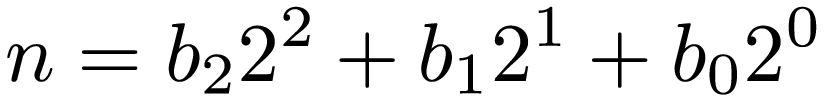 n = b₂2² + b₁2¹ + b₀2⁰